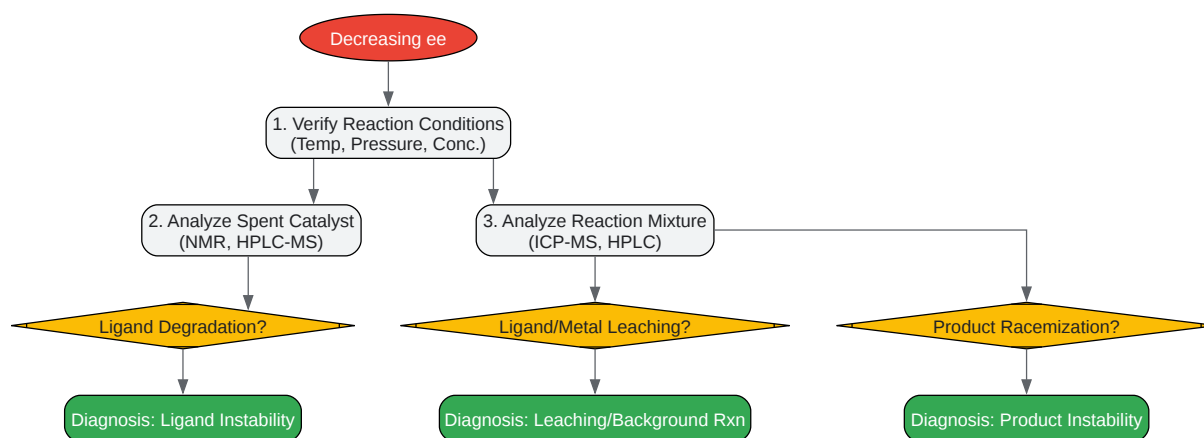 Decreasing ee
1. Verify Reaction Conditions
(Temp, Pressure, Conc.)
2. Analyze Spent Catalyst
(NMR, HPLC-MS)
3. Analyze Reaction Mixture
(ICP-MS, HPLC)
Ligand Degradation?
Ligand/Metal Leaching?
Product Racemization?
Diagnosis: Ligand Instability
Diagnosis: Leaching/Background Rxn
Diagnosis: Product Instability